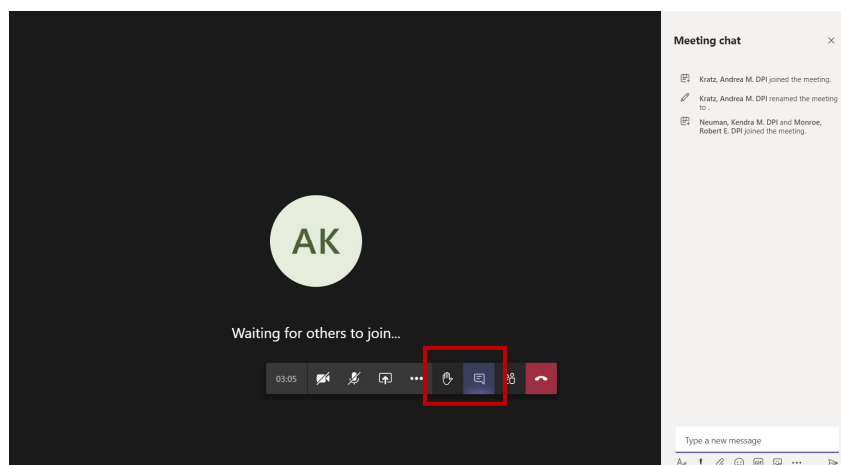 Meeting chat
Kratz, Andrea M. DPI joined the meeting.
Kratz, Andrea M. DPI renamed the meeting
to .
Neuman, Kendra M. DPI and Monroe,
Robert E. DPI joined the meeting.
AK
Waiting for others to join...
03:05
Type a new message
GIF